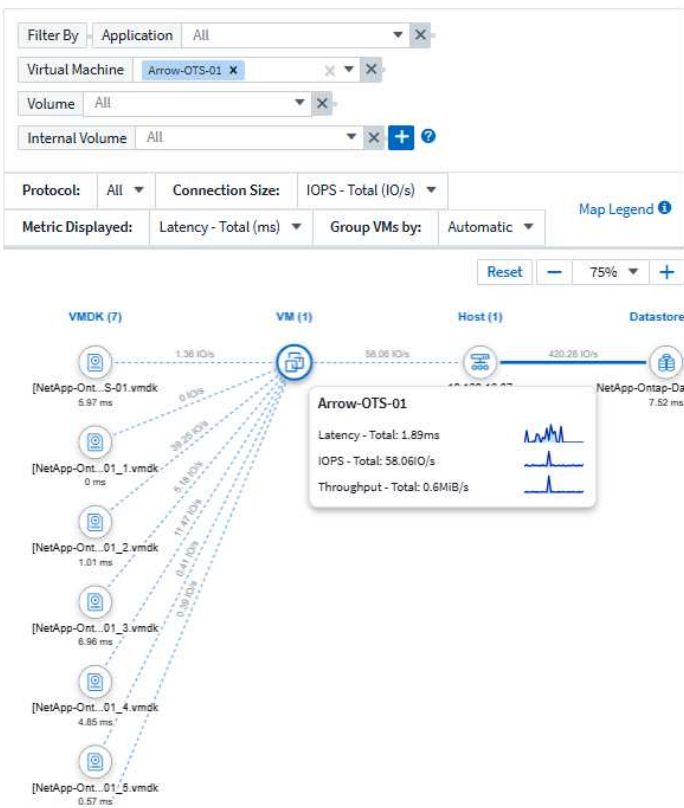 Filter By Application All
Virtual Machine Arrow-OTS-01 ×
Volume All
Internal Volume All
Protocol: All Connection Size: IOPS - Total (IO/s)
Metric Displayed: Latency - Total (ms) Group VMs by: Automatic
Map Legend
Reset − 75% +
VMDK (7) VM (1) Host (1) Datastore
1.36 IO/s 58.06 IO/s 420.28 IO/s
[NetApp-Ont...S-01.vmdk
5.97 ms
NetApp-Ontap-Da
7.52 ms
0 IO/s
39.25 IO/s
5.18 IO/s
11.47 IO/s
0.41 IO/s
0.39 IO/s
Arrow-OTS-01
Latency - Total: 1.89ms
IOPS - Total: 58.06IO/s
Throughput - Total: 0.6MiB/s
[NetApp-Ont...01_1.vmdk
0 ms
[NetApp-Ont...01_2.vmdk
1.01 ms
[NetApp-Ont...01_3.vmdk
6.96 ms
[NetApp-Ont...01_4.vmdk
4.85 ms
[NetApp-Ont...01_5.vmdk
0.57 ms